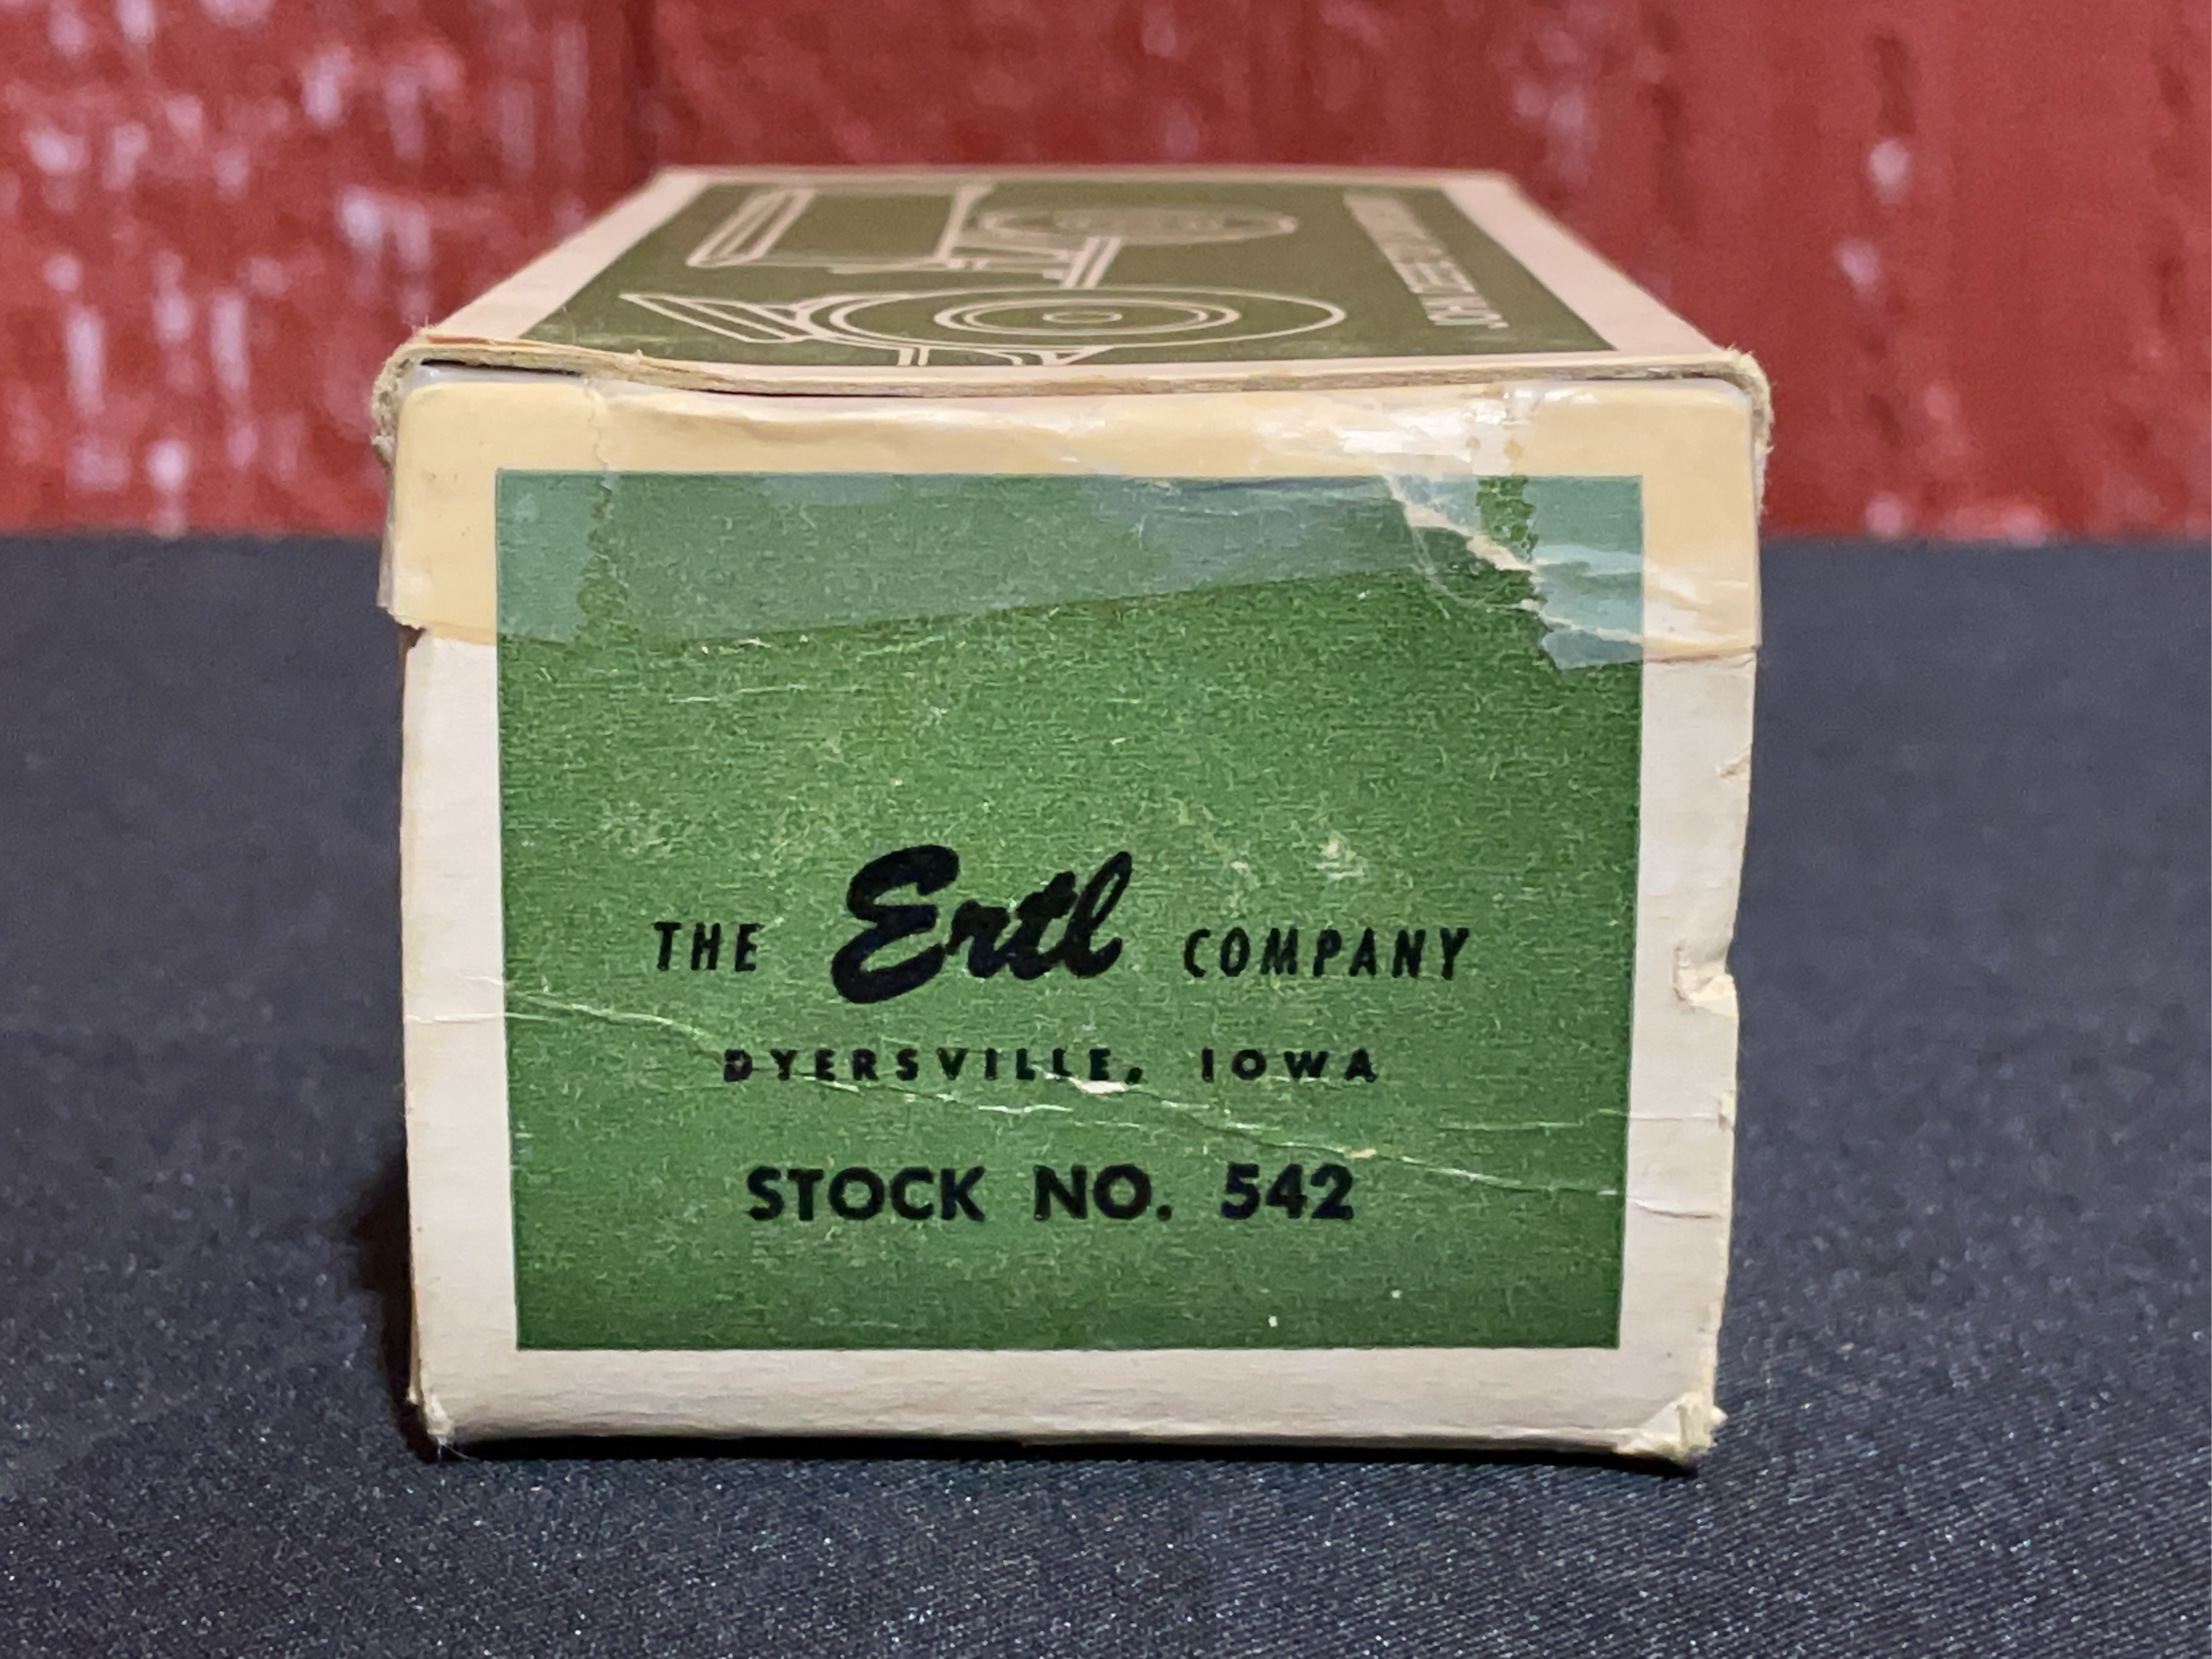 THE Ertl COMPANY
DYERSVILLE, IOWA
STOCK NO. 542